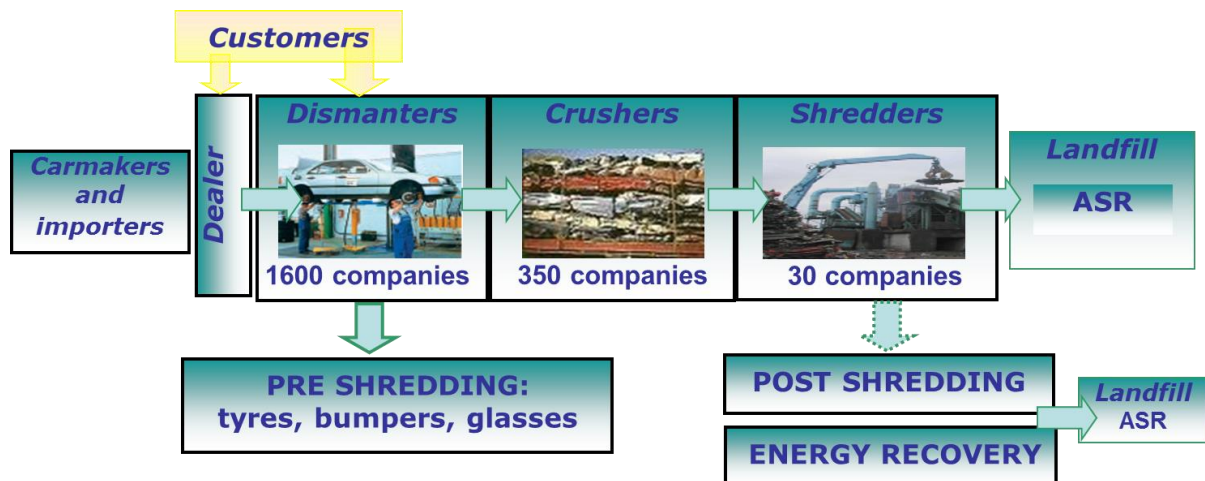 Customers
Carmakers
and
importers
Dealer
Dismanters
1600 companies
Crushers
350 companies
Shredders
30 companies
Landfill
ASR
PRE SHREDDING:
tyres, bumpers, glasses
POST SHREDDING
ENERGY RECOVERY
Landfill
ASR